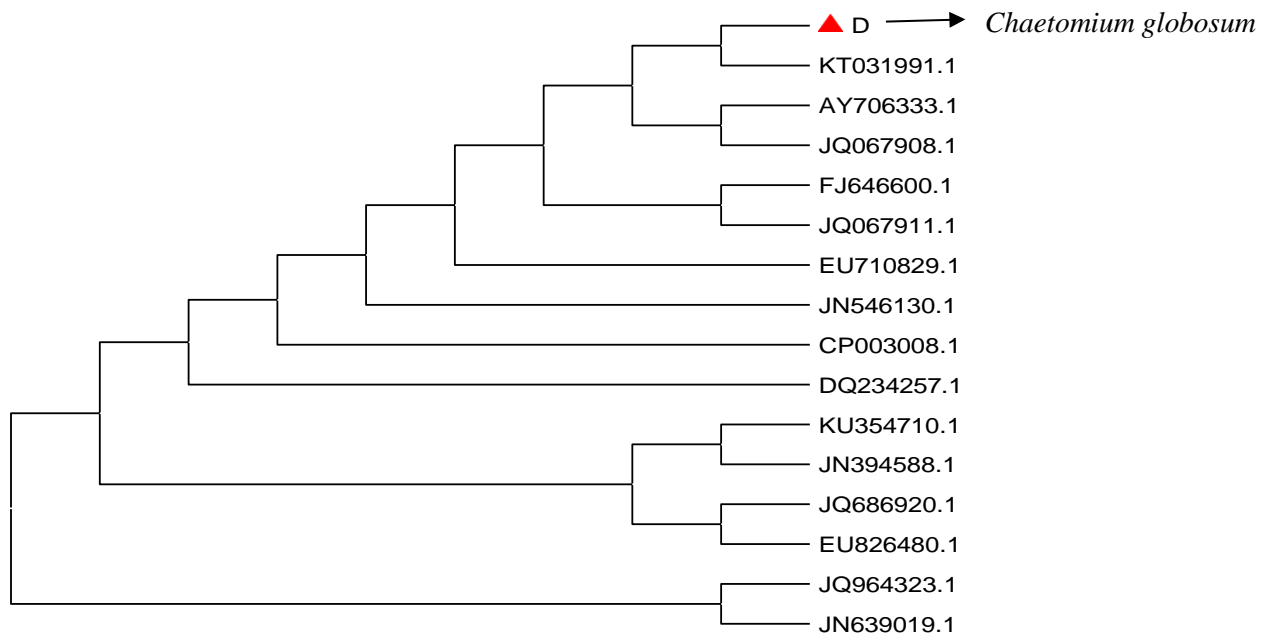 D Chaetomium globosum
KT031991.1
AY706333.1
JQ067908.1
FJ646600.1
JQ067911.1
EU710829.1
JN546130.1
CP003008.1
DQ234257.1
KU354710.1
JN394588.1
JQ686920.1
EU826480.1
JQ964323.1
JN639019.1